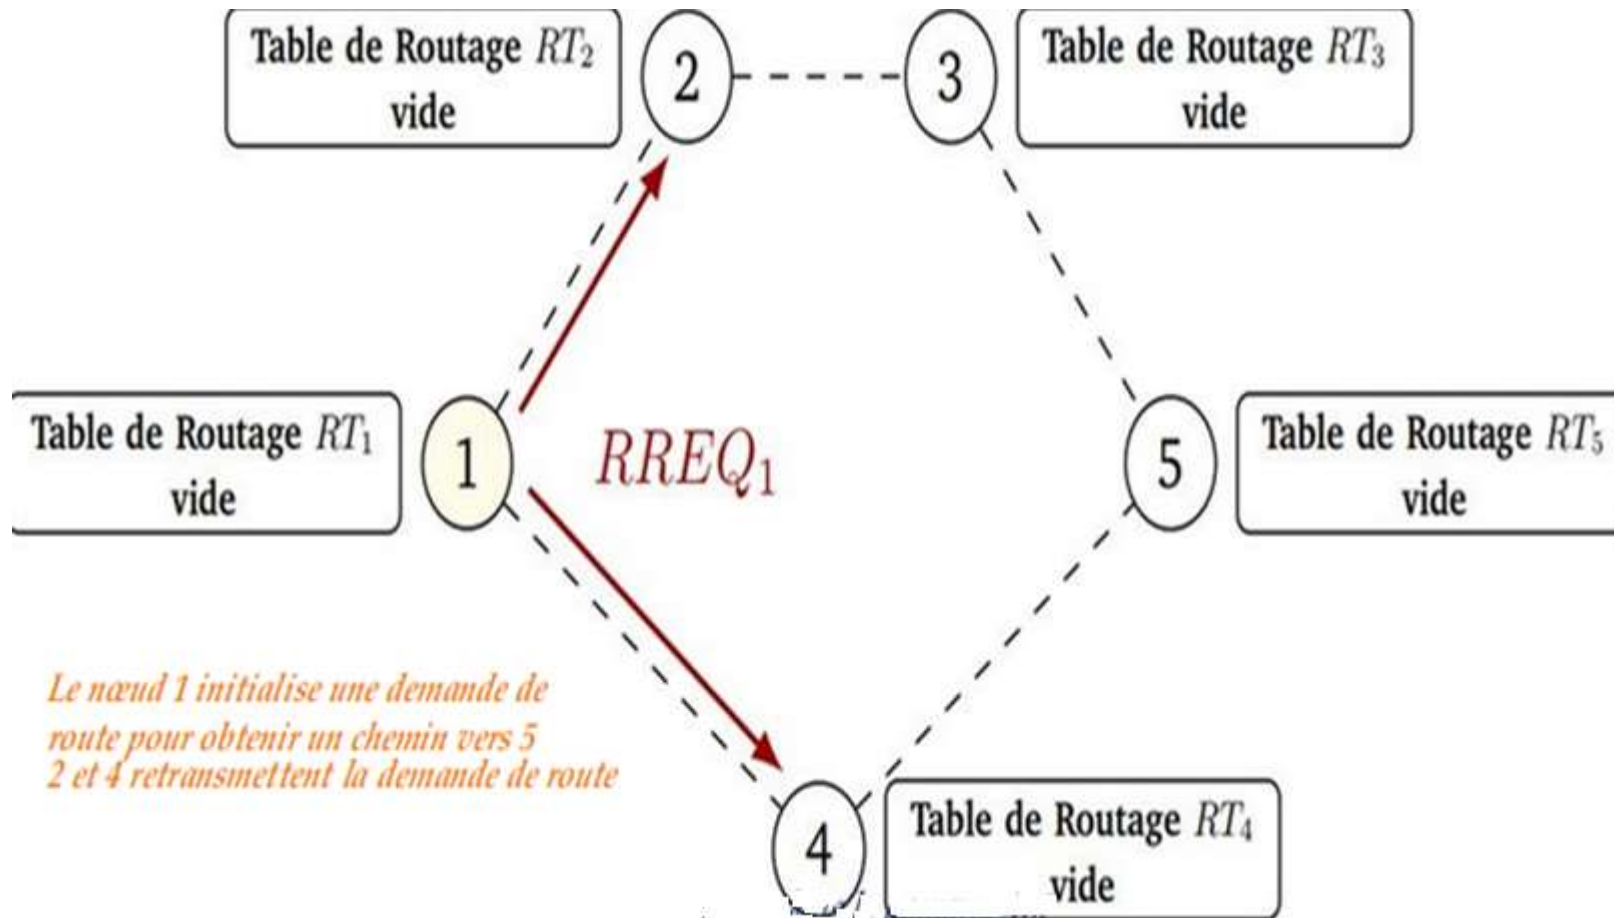 Table de Routage RT₂
vide
2
3
Table de Routage RT₃
vide
Table de Routage RT₁
vide
1
RREQ₁
5
Table de Routage RT₅
vide
Le nœud 1 initialise une demande de
route pour obtenir un chemin vers 5
2 et 4 retransmettent la demande de route
4
Table de Routage RT₄
vide